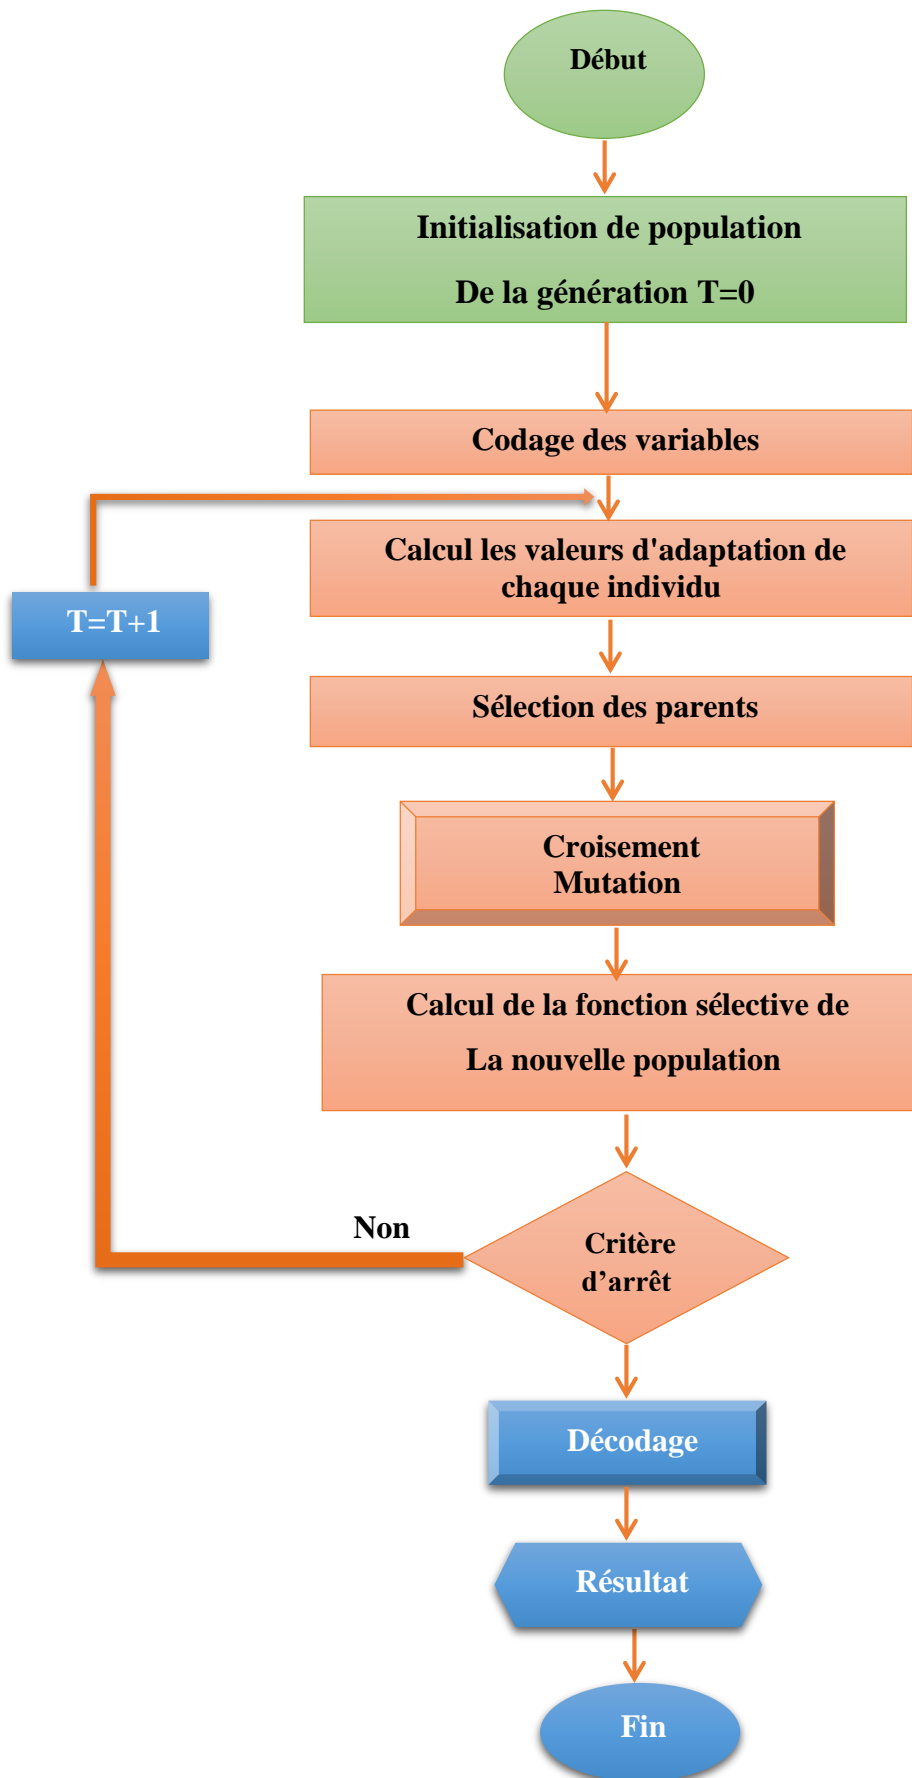 Début
Initialisation de population
De la génération T=0
Codage des variables
Calcul les valeurs d'adaptation de
chaque individu
T=T+1
Sélection des parents
Croisement
Mutation
Calcul de la fonction sélective de
La nouvelle population
Non
Critère
d’arrêt
Décodage
Résultat
Fin